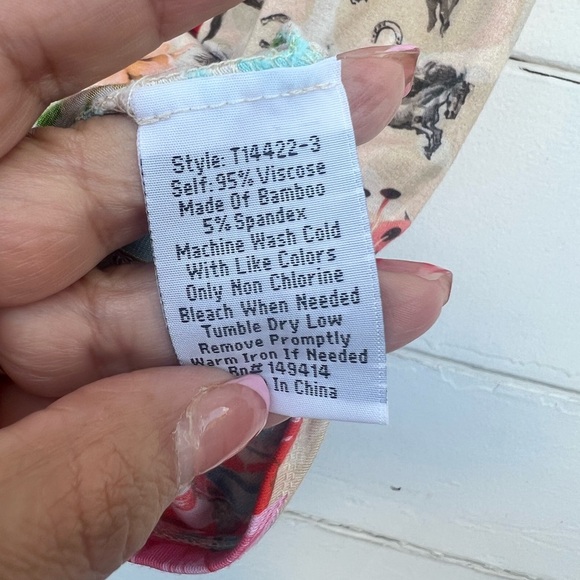 Style: T14422-3
Self: 95% Viscose
Made Of Bamboo
5% Spandex
Machine Wash Cold
With Like Colors
Only Non Chlorine
Bleach When Needed
Tumble Dry Low
Remove Promptly
Warm Iron If Needed
Rn# 149414
In China